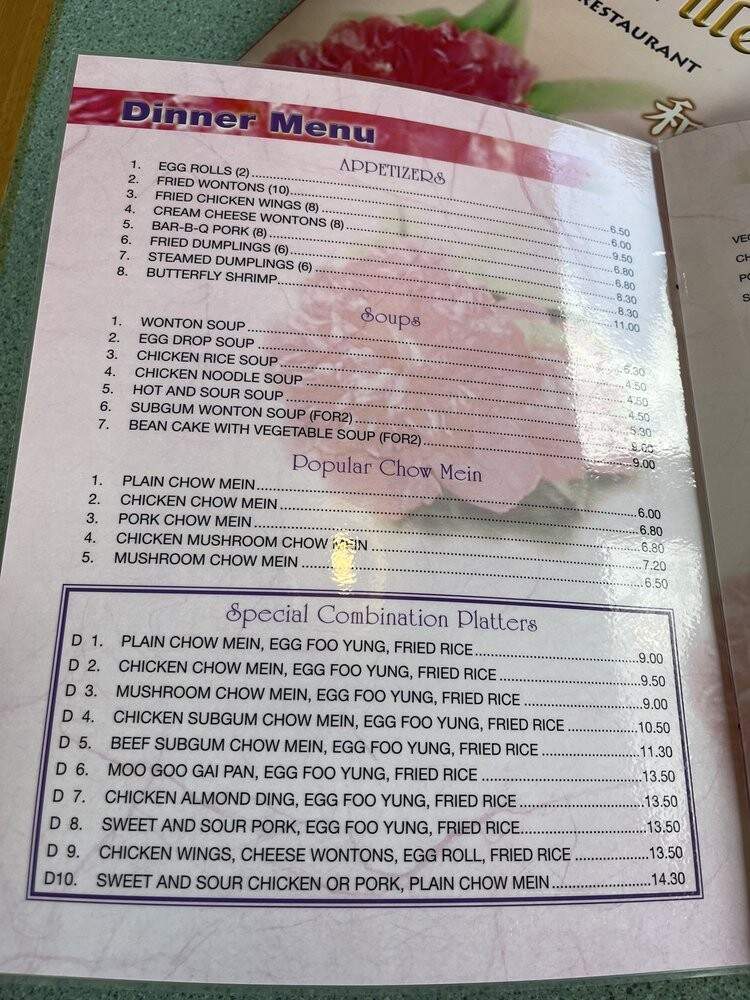 RESTAURANT
Dinner Menu
APPETIZERS
1. EGG ROLLS (2) 6.50
2. FRIED WONTONS (10) 6.00
3. FRIED CHICKEN WINGS (8) 9.50
4. CREAM CHEESE WONTONS (8) 6.80
5. BAR-B-Q PORK (8) 6.80
6. FRIED DUMPLINGS (6) 8.30
7. STEAMED DUMPLINGS (6) 8.30
8. BUTTERFLY SHRIMP 11.00
Soups
1. WONTON SOUP 5.30
2. EGG DROP SOUP 4.50
3. CHICKEN RICE SOUP 4.50
4. CHICKEN NOODLE SOUP 4.50
5. HOT AND SOUR SOUP 5.30
6. SUBGUM WONTON SOUP (FOR2) 9.00
7. BEAN CAKE WITH VEGETABLE SOUP (FOR2) 9.00
Popular Chow Mein
1. PLAIN CHOW MEIN 6.00
2. CHICKEN CHOW MEIN 6.80
3. PORK CHOW MEIN 6.80
4. CHICKEN MUSHROOM CHOW MEIN 7.20
5. MUSHROOM CHOW MEIN 6.50
Special Combination Platters
D 1. PLAIN CHOW MEIN, EGG FOO YUNG, FRIED RICE 9.00
D 2. CHICKEN CHOW MEIN, EGG FOO YUNG, FRIED RICE 9.50
D 3. MUSHROOM CHOW MEIN, EGG FOO YUNG, FRIED RICE 9.00
D 4. CHICKEN SUBGUM CHOW MEIN, EGG FOO YUNG, FRIED RICE 10.50
D 5. BEEF SUBGUM CHOW MEIN, EGG FOO YUNG, FRIED RICE 11.30
D 6. MOO GOO GAI PAN, EGG FOO YUNG, FRIED RICE 13.50
D 7. CHICKEN ALMOND DING, EGG FOO YUNG, FRIED RICE 13.50
D 8. SWEET AND SOUR PORK, EGG FOO YUNG, FRIED RICE 13.50
D 9. CHICKEN WINGS, CHEESE WONTONS, EGG ROLL, FRIED RICE 13.50
D10. SWEET AND SOUR CHICKEN OR PORK, PLAIN CHOW MEIN 14.30